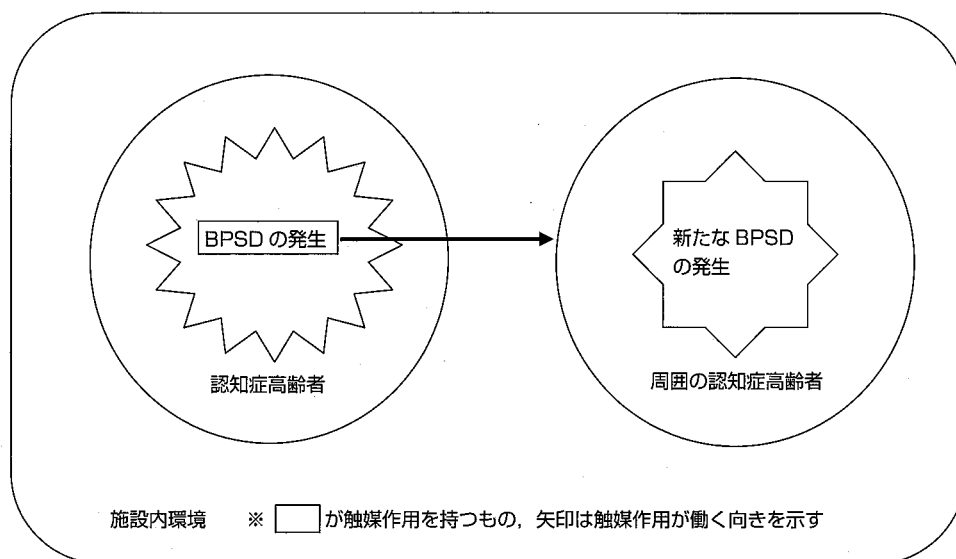 BPSD の発生
新たな BPSD
の発生
認知症高齢者
周囲の認知症高齢者
施設内環境 ※ が触媒作用を持つもの，矢印は触媒作用が働く向きを示す